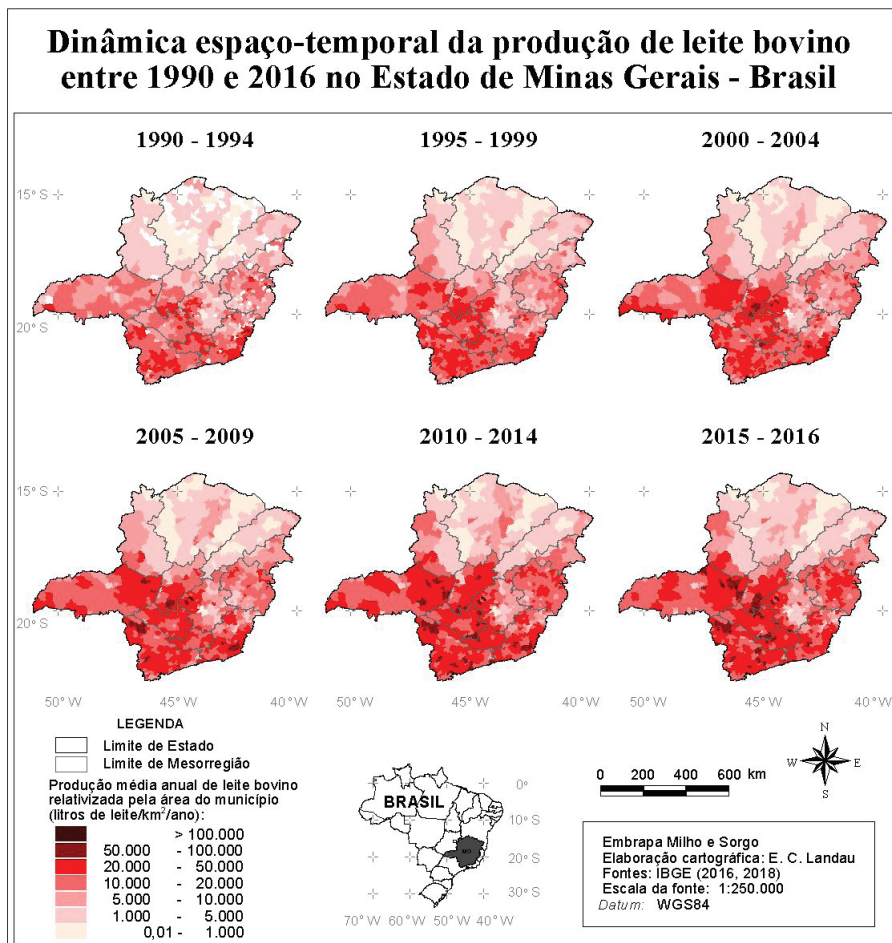 Dinâmica espaço-temporal da produção de leite bovino
entre 1990 e 2016 no Estado de Minas Gerais - Brasil
1990 - 1994
1995 - 1999
2000 - 2004
15° S
20° S
2005 - 2009
2010 - 2014
2015 - 2016
15° S
20° S
50° W
45° W
40° W
50° W
45° W
40° W
50° W
45° W
40° W
LEGENDA
Limite de Estado
Limite de Mesorregião
Produção média anual de leite bovino
relativizada pela área do município
(litros de leite/km²/ano):
> 100.000
50.000 - 100.000
20.000 - 50.000
10.000 - 20.000
5.000 - 10.000
1.000 - 5.000
0,01 - 1.000
BRASIL
MG
0°
10° S
20° S
30° S
70° W 60° W 50° W 40° W
N
W E
S
0 200 400 600 km
Embrapa Milho e Sorgo
Elaboração cartográfica: E. C. Landau
Fontes: IBGE (2016, 2018)
Escala da fonte: 1:250.000
Datum: WGS84